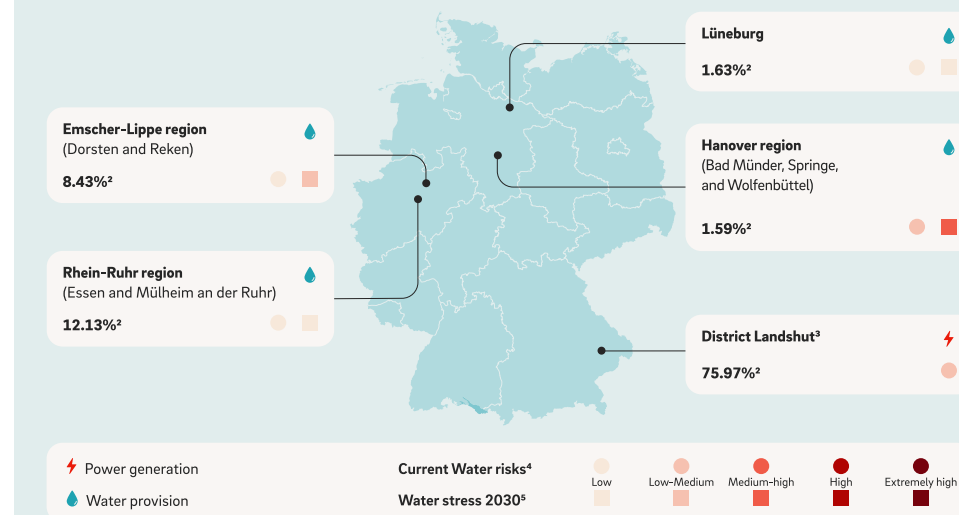 Lüneburg
1.63%²
Emscher-Lippe region
(Dorsten and Reken)
8.43%²
Hanover region
(Bad Münder, Springe,
and Wolfenbüttel)
1.59%²
Rhein-Ruhr region
(Essen and Mülheim an der Ruhr)
12.13%²
District Landshut³
75.97%²
Power generation
Water provision
Current Water risks⁴
Low
Low-Medium
Medium-high
High
Extremely high
Water stress 2030⁵